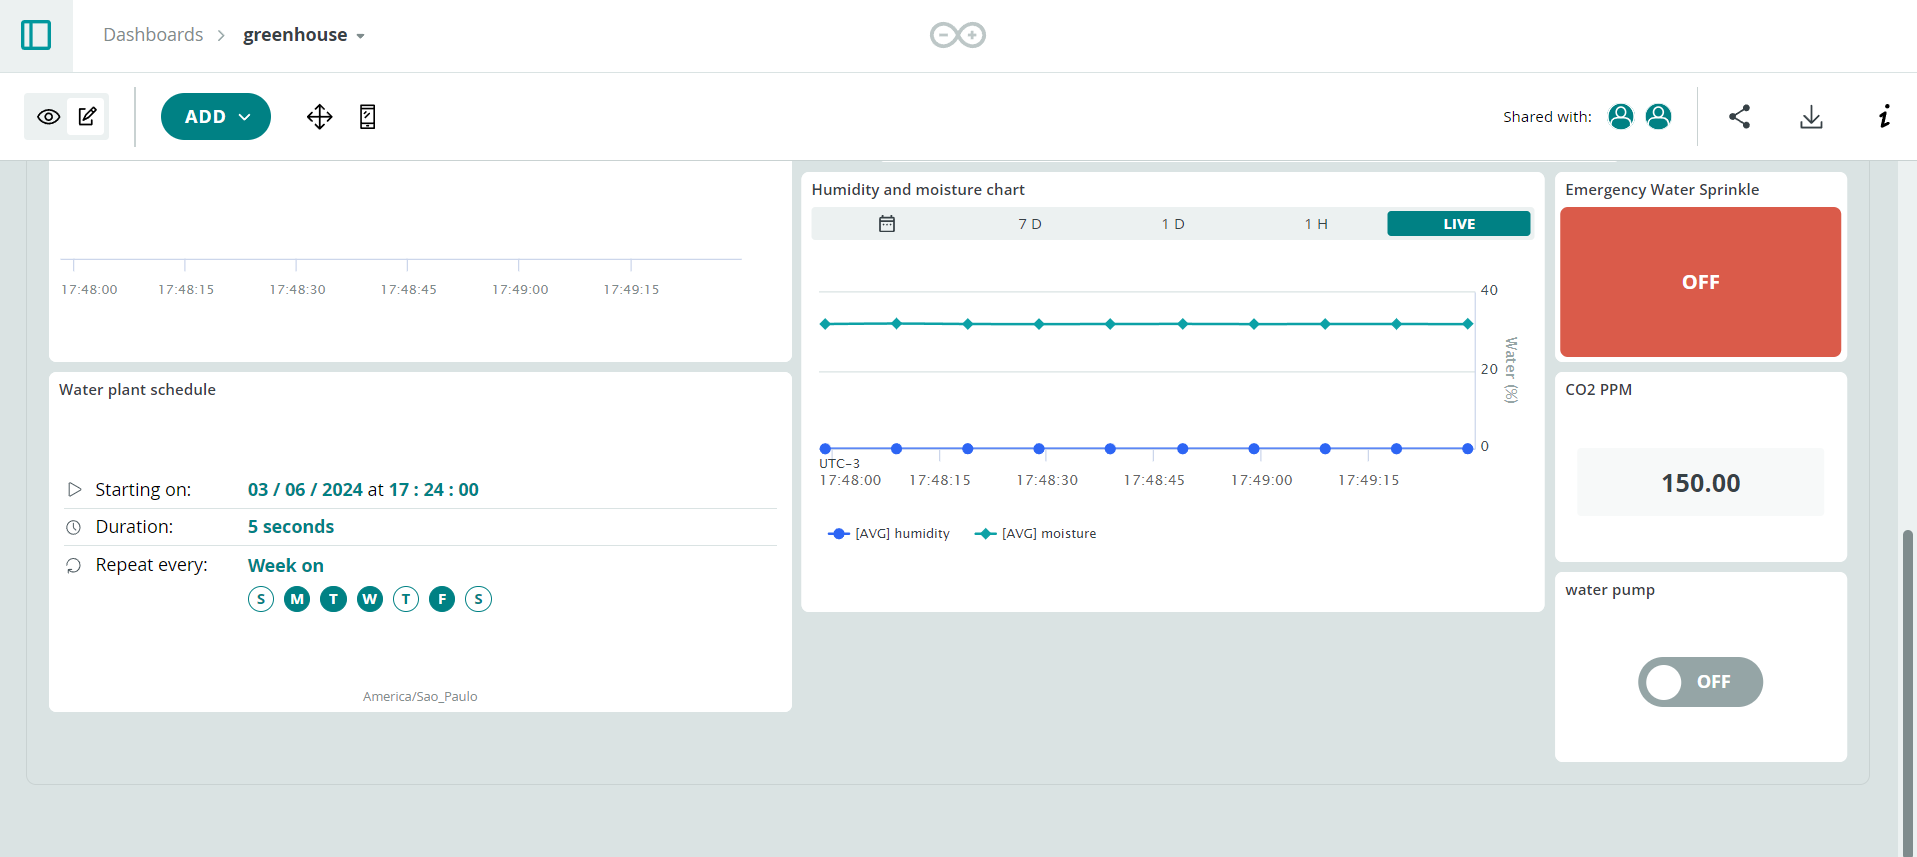 Dashboards > greenhouse
ADD
Shared with:
17:48:00 17:48:15 17:48:30 17:48:45 17:49:00 17:49:15
Water plant schedule
Starting on: 03 / 06 / 2024 at 17 : 24 : 00
Duration: 5 seconds
Repeat every: Week on
S M T W T F S
America/Sao_Paulo
Humidity and moisture chart
7 D 1 D 1 H LIVE
40
20
0
Water (%)
UTC-3
17:48:00 17:48:15 17:48:30 17:48:45 17:49:00 17:49:15
[AVG] humidity [AVG] moisture
Emergency Water Sprinkle
OFF
CO2 PPM
150.00
water pump
OFF